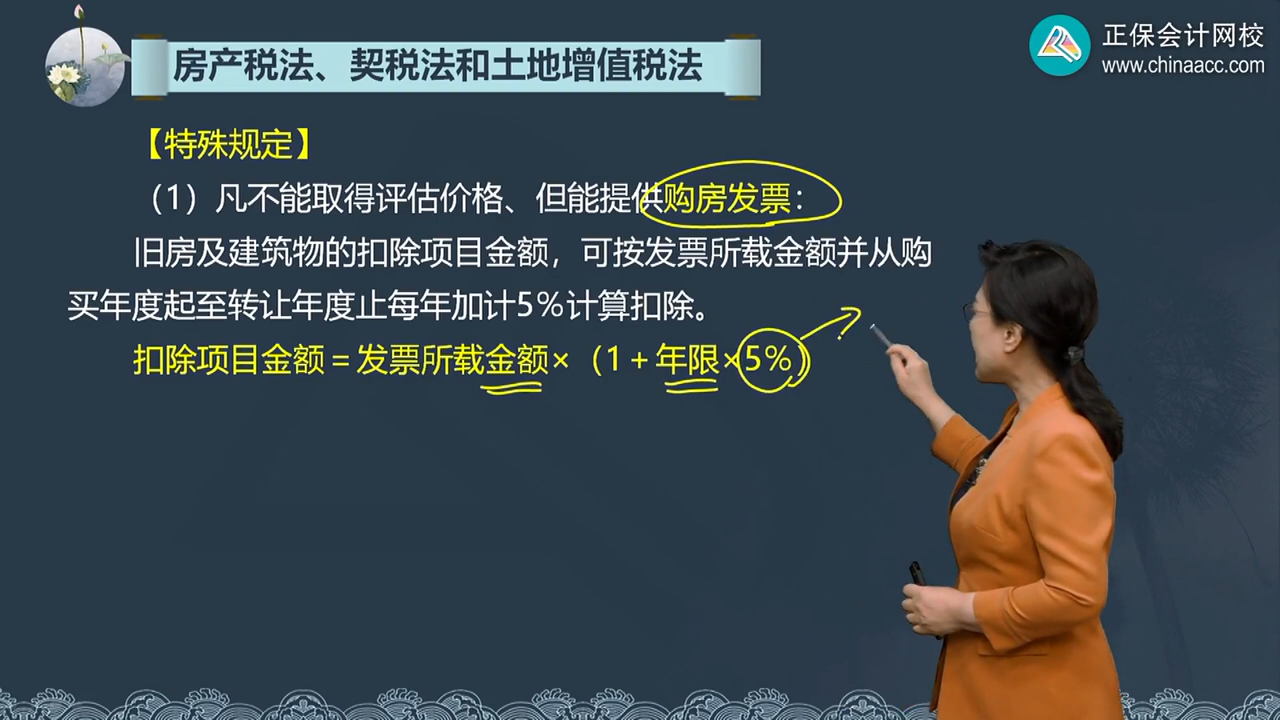 房产税法、契税法和土地增值税法
正保会计网校
www.chinaacc.com
【特殊规定】
（1）凡不能取得评估价格、但能提供购房发票：
旧房及建筑物的扣除项目金额，可按发票所载金额并从购
买年度起至转让年度止每年加计5%计算扣除。
扣除项目金额＝发票所载金额×（1＋年限×5%）